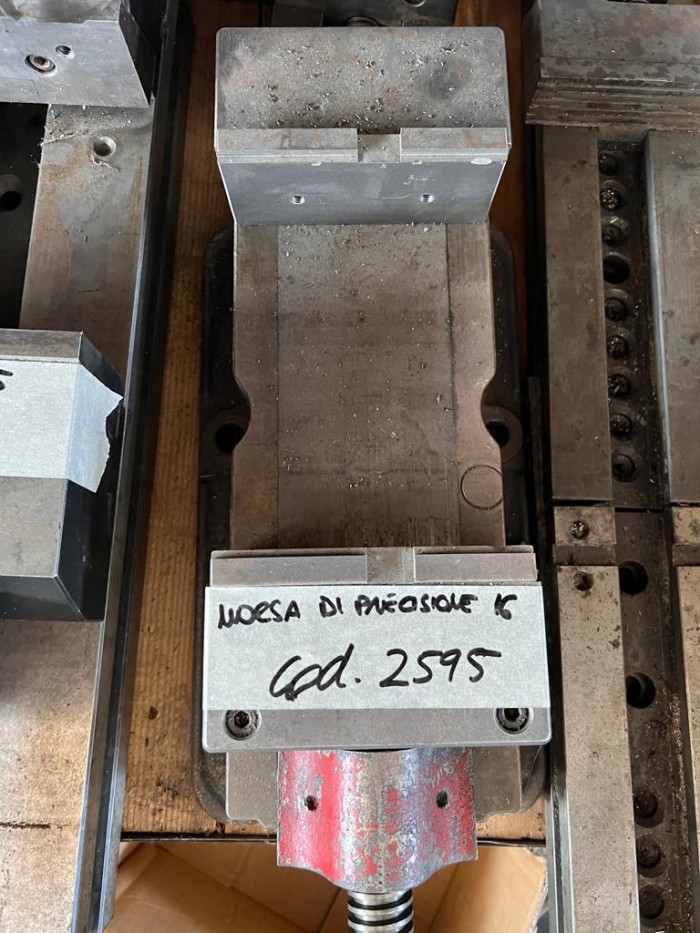 MORSA DI PRECISIONE 16
Cod. 2595